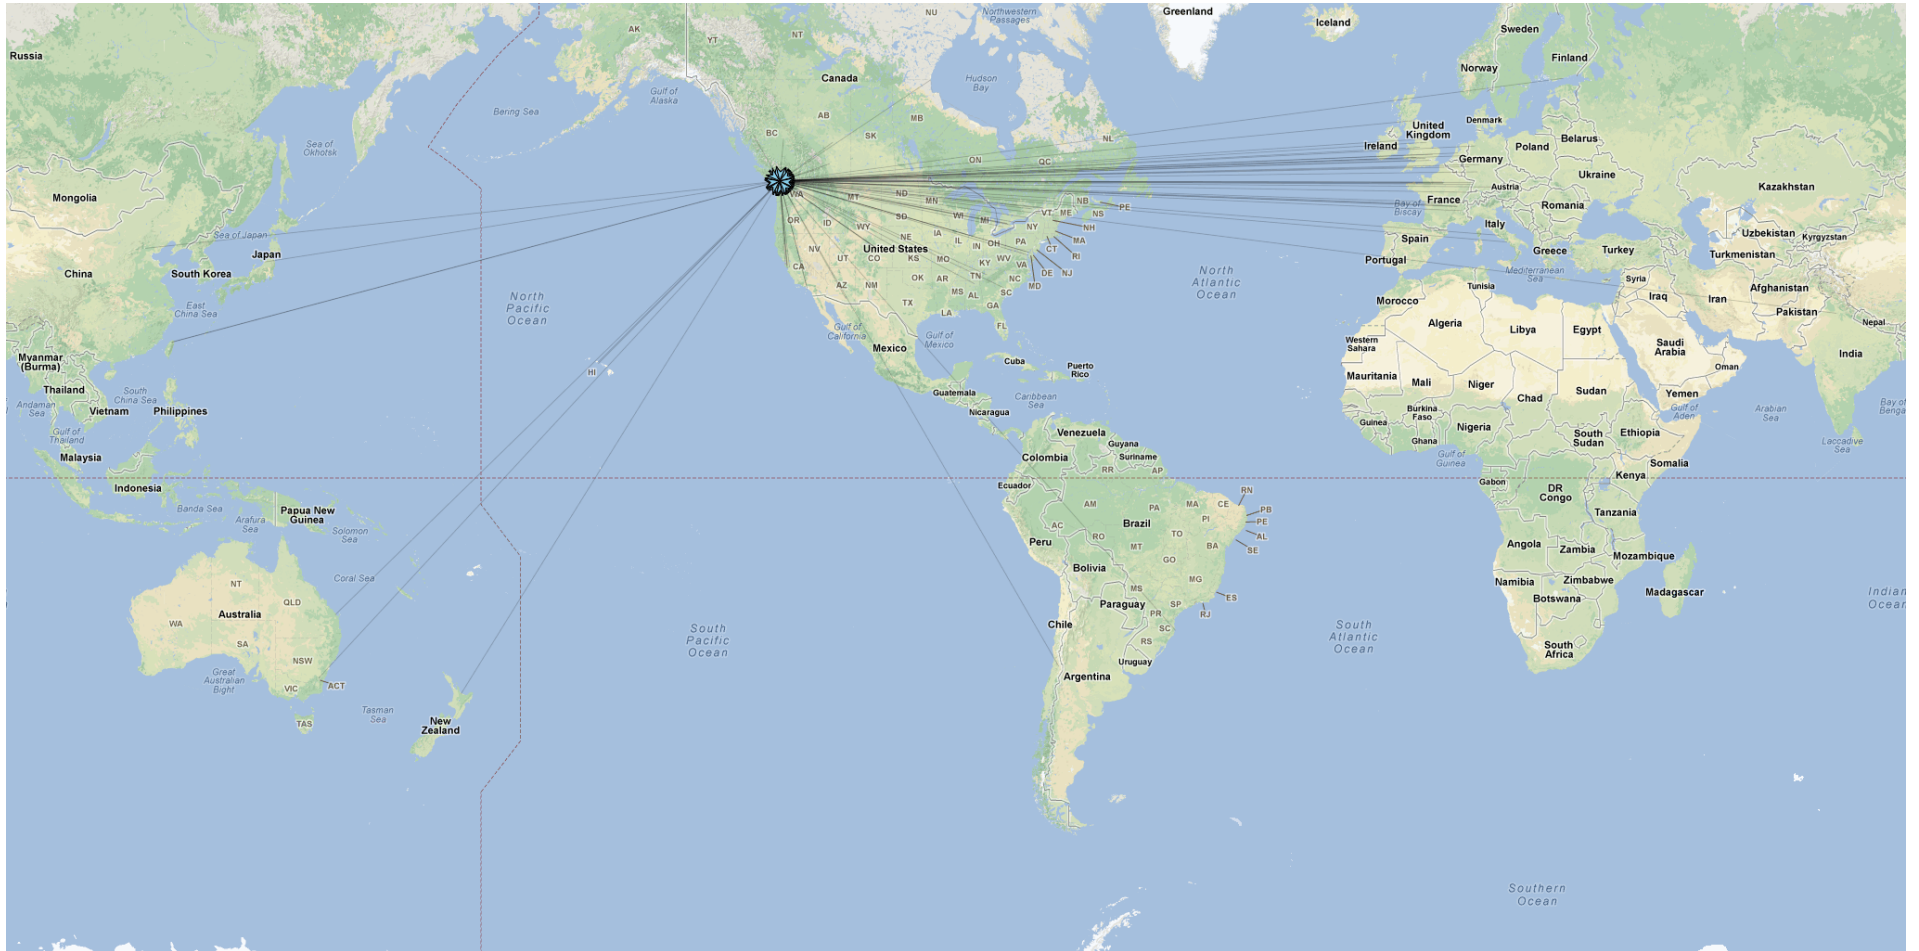 Greenland
NU
Northwestern
Passages
Iceland
Sweden
AK
YT
NT
Russia
Finland
Norway
Canada
Hudson
Bay
Gulf of
Alaska
Bering Sea
AB
MB
Denmark
United
Kingdom
BC
SK
NL
Belarus
Sea of
Okhotsk
Ireland
Poland
ON
QC
Germany
Ukraine
Austria
Kazakhstan
Mongolia
WA
MT
ND
MN
NB
PE
France
Bay of
Biscay
Romania
OR
ID
SD
WI
MI
VT
ME
NS
NH
Italy
Uzbekistan
Kyrgyzstan
Sea of Japan
WY
NY
MA
Spain
Greece
Turkey
Turkmenistan
Japan
NV
UT
United States
NE
IA
IL
IN
OH
PA
CT
RI
Portugal
CO
KS
MO
KY
WV
VA
DE
NJ
MD
Mediterranean
Sea
China
South Korea
CA
AZ
NM
OK
AR
TN
NC
Syria
Afghanistan
North
Atlantic
Ocean
Tunisia
Iraq
Iran
North
Pacific
Ocean
East
China Sea
TX
MS
AL
SC
GA
LA
FL
Morocco
Pakistan
Nepal
Algeria
Libya
Egypt
Gulf of
California
Gulf of
Mexico
Mexico
Western
Sahara
Saudi
Arabia
India
Myanmar
(Burma)
HI
Cuba
Puerto
Rico
Oman
Mauritania
Mali
Niger
Chad
Sudan
Yemen
Thailand
South
China Sea
Guatemala
Caribbean
Sea
Gulf of
Aden
Arabian
Sea
Bay of
Andaman
Sea
Vietnam
Philippines
Nicaragua
Burkina
Faso
Guinea
Ghana
Nigeria
South
Sudan
Ethiopia
Gulf of
Thailand
Venezuela
Guyana
Suriname
Laccadive
Sea
Malaysia
Colombia
RR
AP
Gulf of
Guinea
Somalia
Indonesia
Ecuador
Gabon
DR
Congo
Kenya
Banda Sea
Papua New
Guinea
AM
PA
MA
CE
RN
PB
PE
AL
SE
Tanzania
Arafura
Sea
Solomon
Sea
AC
RO
Brazil
PI
TO
Peru
MT
BA
Angola
Zambia
Mozambique
Bolivia
GO
Coral Sea
NT
QLD
MS
MG
ES
Namibia
Zimbabwe
Botswana
Madagascar
Australia
WA
Paraguay
SP
PR
RJ
SC
Chile
South
Pacific
Ocean
South
Atlantic
Ocean
SA
NSW
RS
South
Africa
Great
Australian
Bight
VIC
ACT
Uruguay
Argentina
Tasman
Sea
TAS
New
Zealand
Southern
Ocean